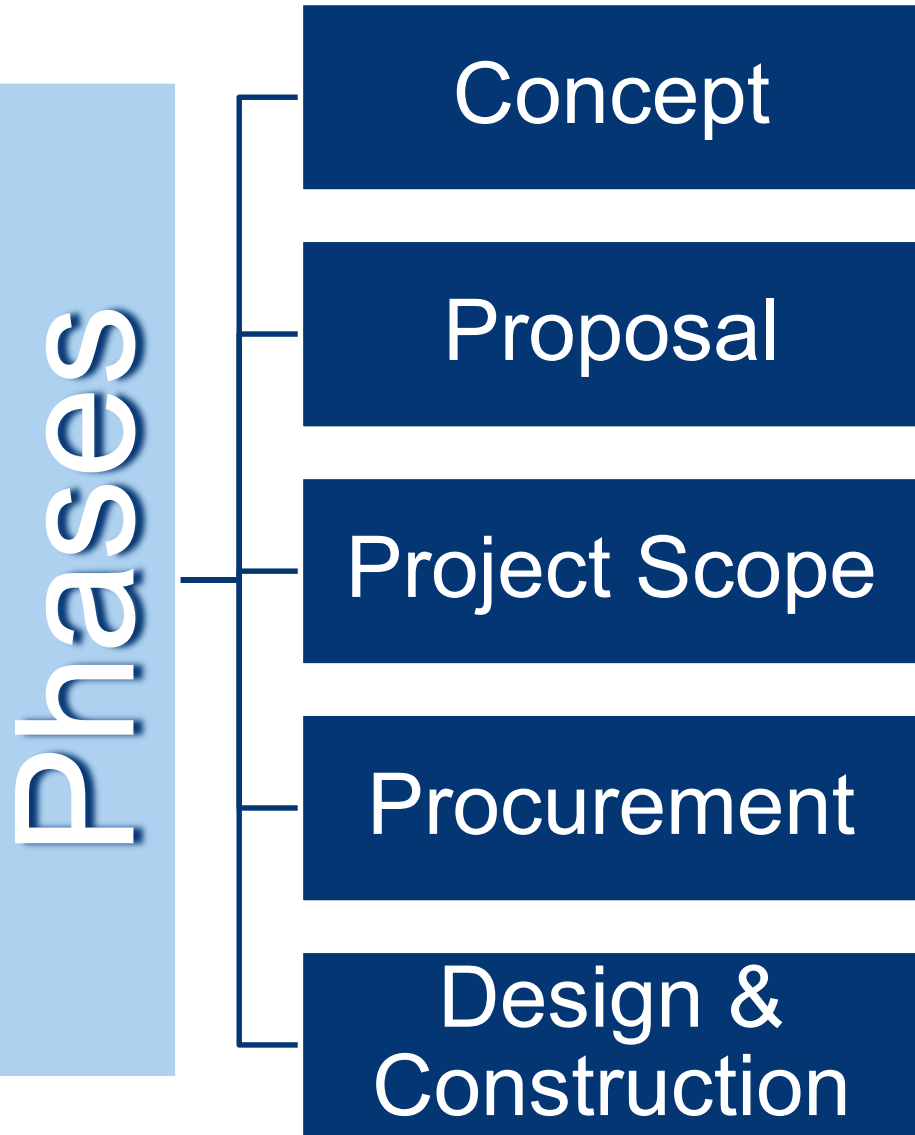 Phases
Concept
Proposal
Project Scope
Procurement
Design &
Construction